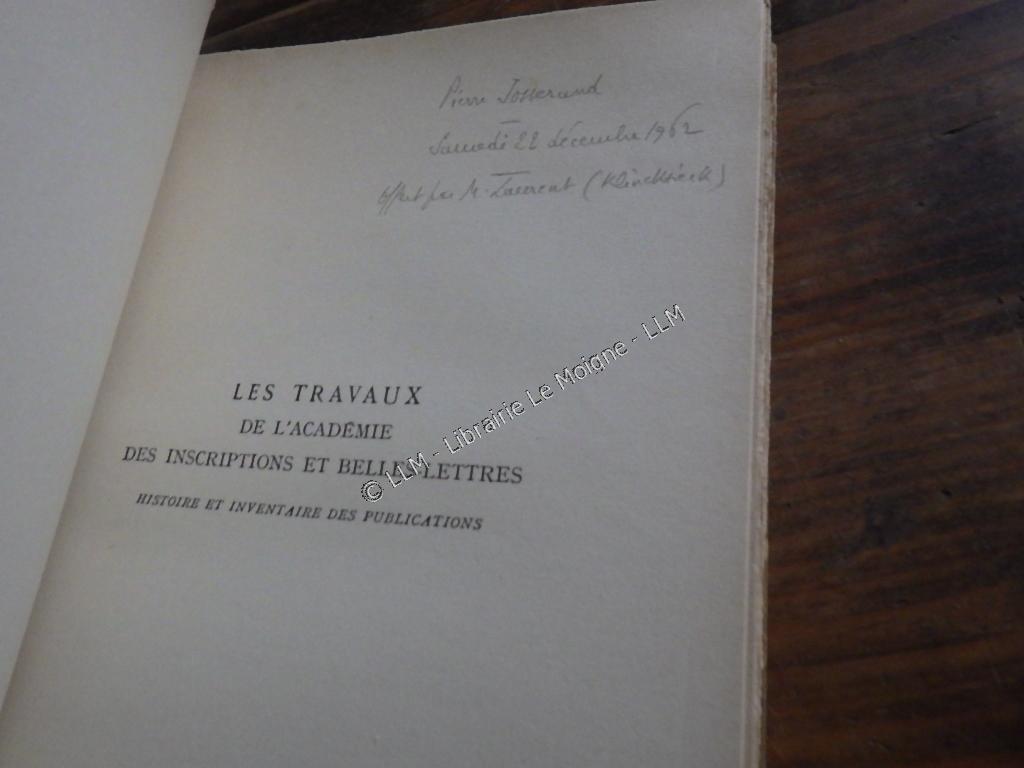 Pierre Josserand
—
Samedi 22 décembre 1962
—
Offert par M. Laurent (Klincksieck)
LES TRAVAUX
DE L'ACADÉMIE
DES INSCRIPTIONS ET BELLES-LETTRES
HISTOIRE ET INVENTAIRE DES PUBLICATIONS
© LLM - Librairie Le Moigne - LLM